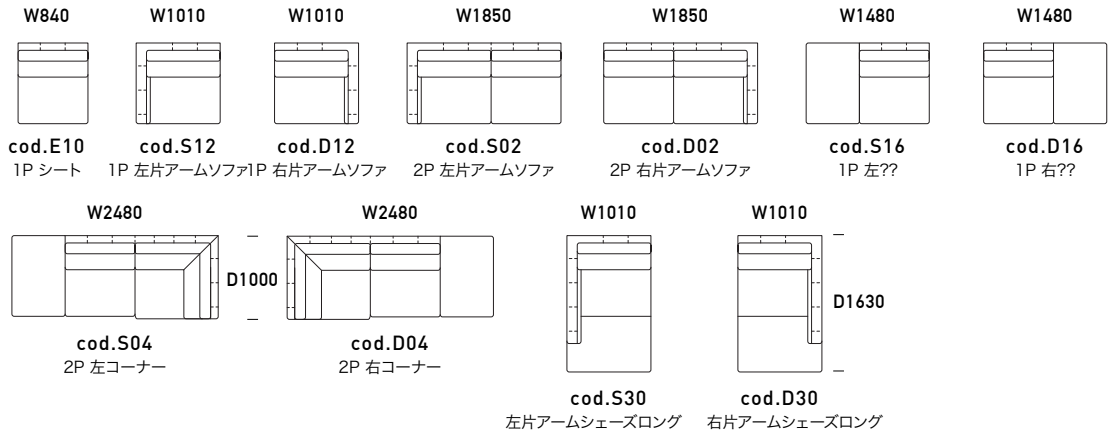 W840 W1010 W1010 W1850 W1850 W1480 W1480
cod.E10 cod.S12 cod.D12 cod.S02 cod.D02 cod.S16 cod.D16
1P シート 1P 左片アームソファ 1P 右片アームソファ 2P 左片アームソファ 2P 右片アームソファ 1P 左?? 1P 右??
W2480 W2480 W1010 W1010
D1000
D1630
cod.S04 cod.D04
2P 左コーナー 2P 右コーナー
cod.S30 cod.D30
左片アームシェーズロング 右片アームシェーズロング